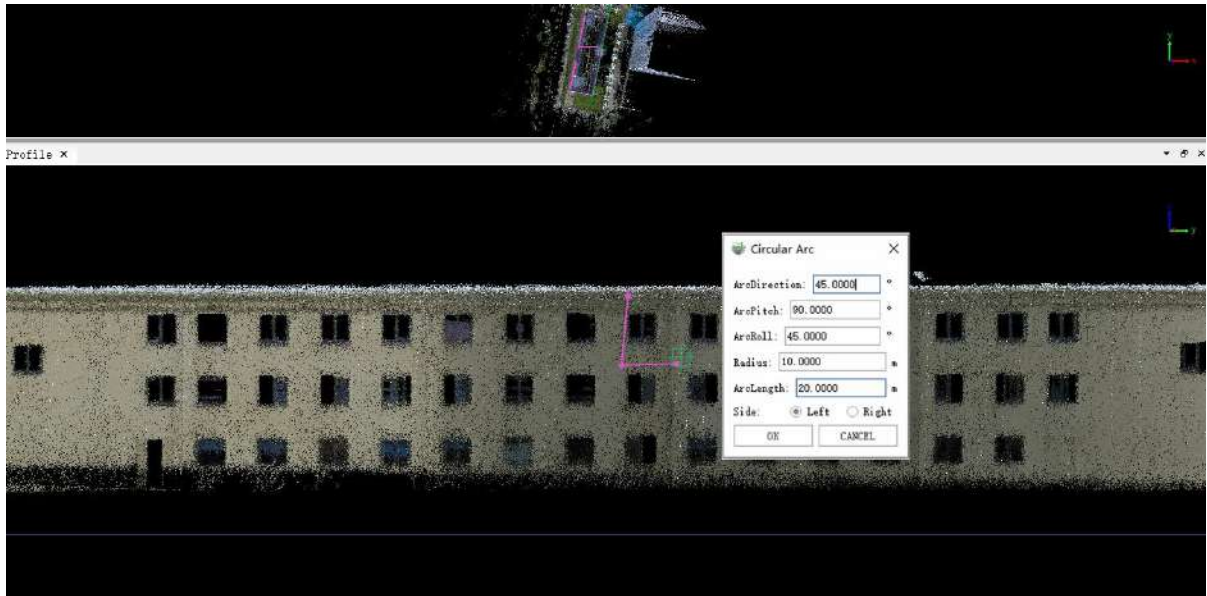 Y
x
Profile ×
y
Circular Arc
ArcDirection: 45.0000 °
ArcPitch: 90.0000 °
ArcRoll: 45.0000 °
Radius: 10.0000 m
ArcLength: 20.0000 m
Side: Left Right
OK CANCEL